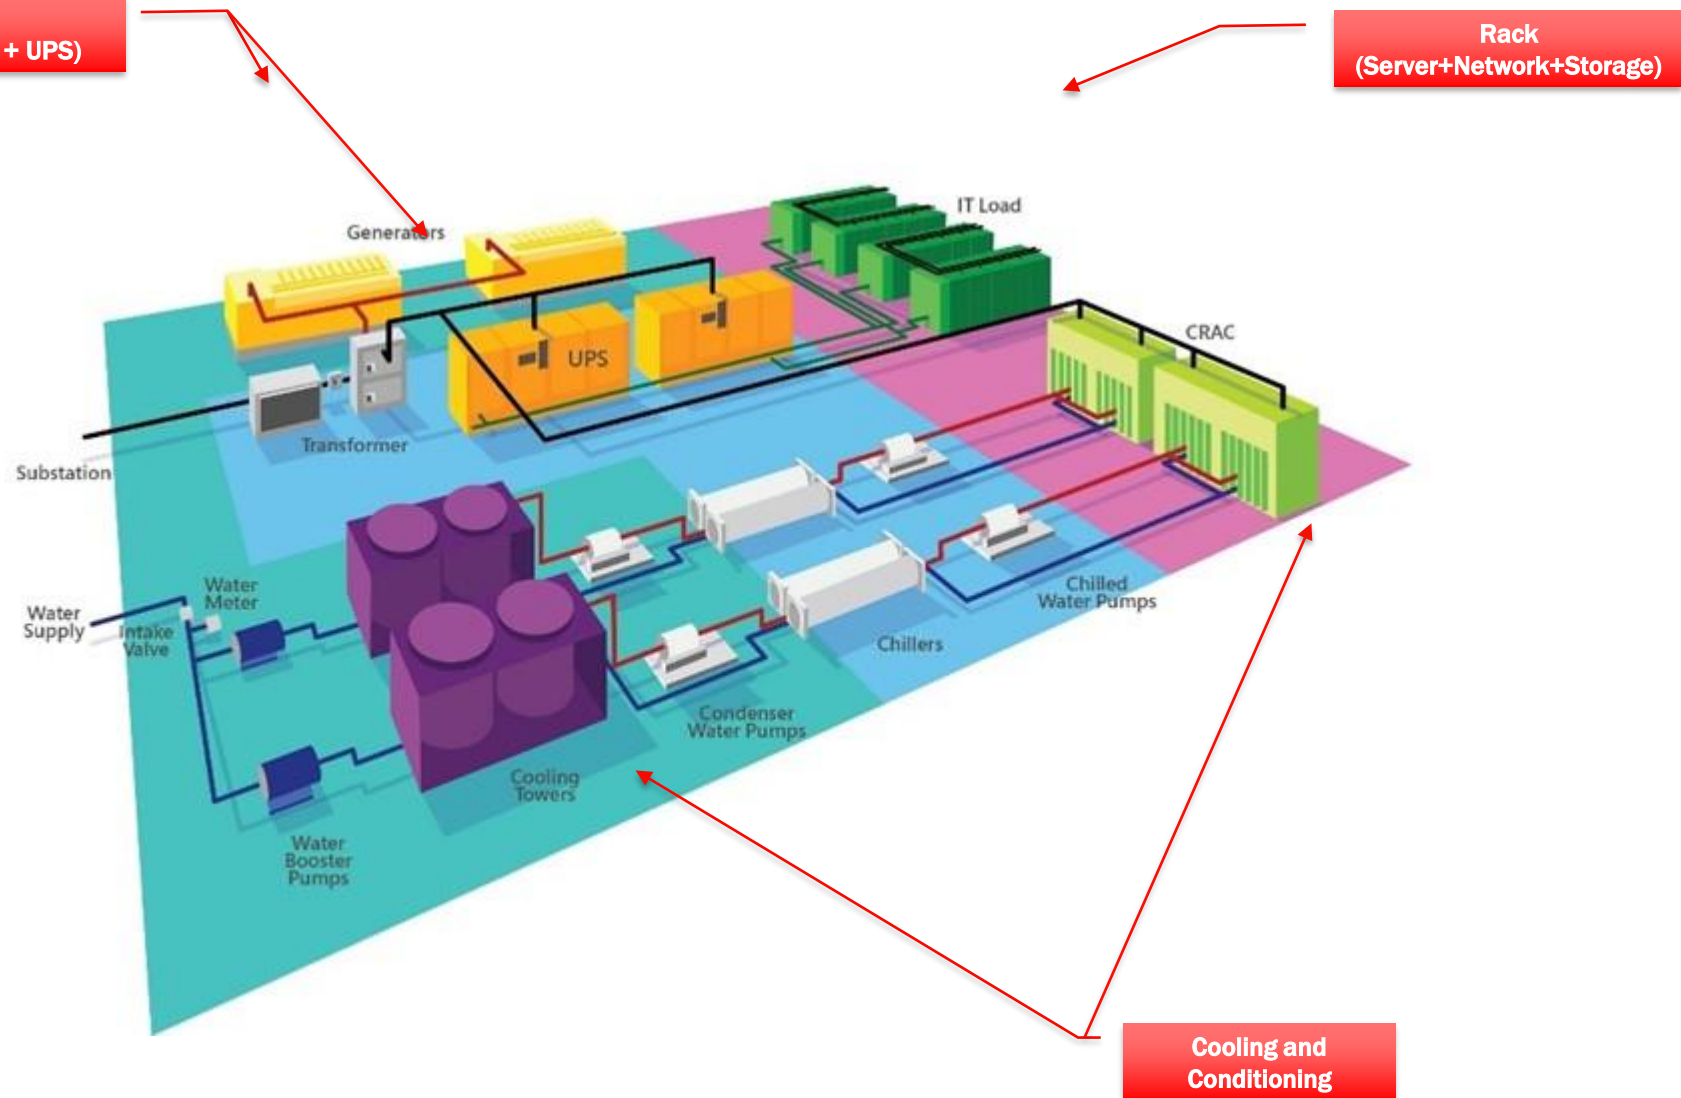 + UPS)
Rack
(Server+Network+Storage)
IT Load
Generators
CRAC
UPS
Transformer
Substation
Water
Meter
Water
Supply
Intake
Valve
Chilled
Water Pumps
Chillers
Condenser
Water Pumps
Cooling
Towers
Water
Booster
Pumps
Cooling and
Conditioning